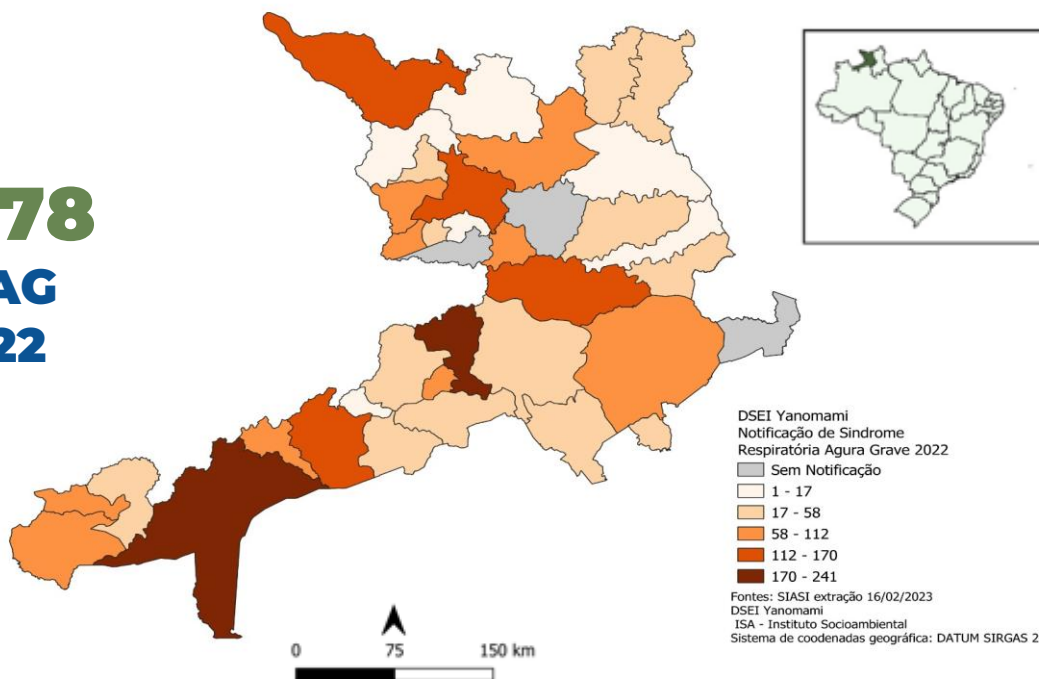 78
AG
22
DSEI Yanomami
Notificação de Sindrome
Respiratória Agura Grave 2022
Sem Notificação
1 - 17
17 - 58
58 - 112
112 - 170
170 - 241
Fontes: SIASI extração 16/02/2023
DSEI Yanomami
ISA - Instituto Socioambiental
Sistema de coodenadas geográfica: DATUM SIRGAS 2
0 75 150 km